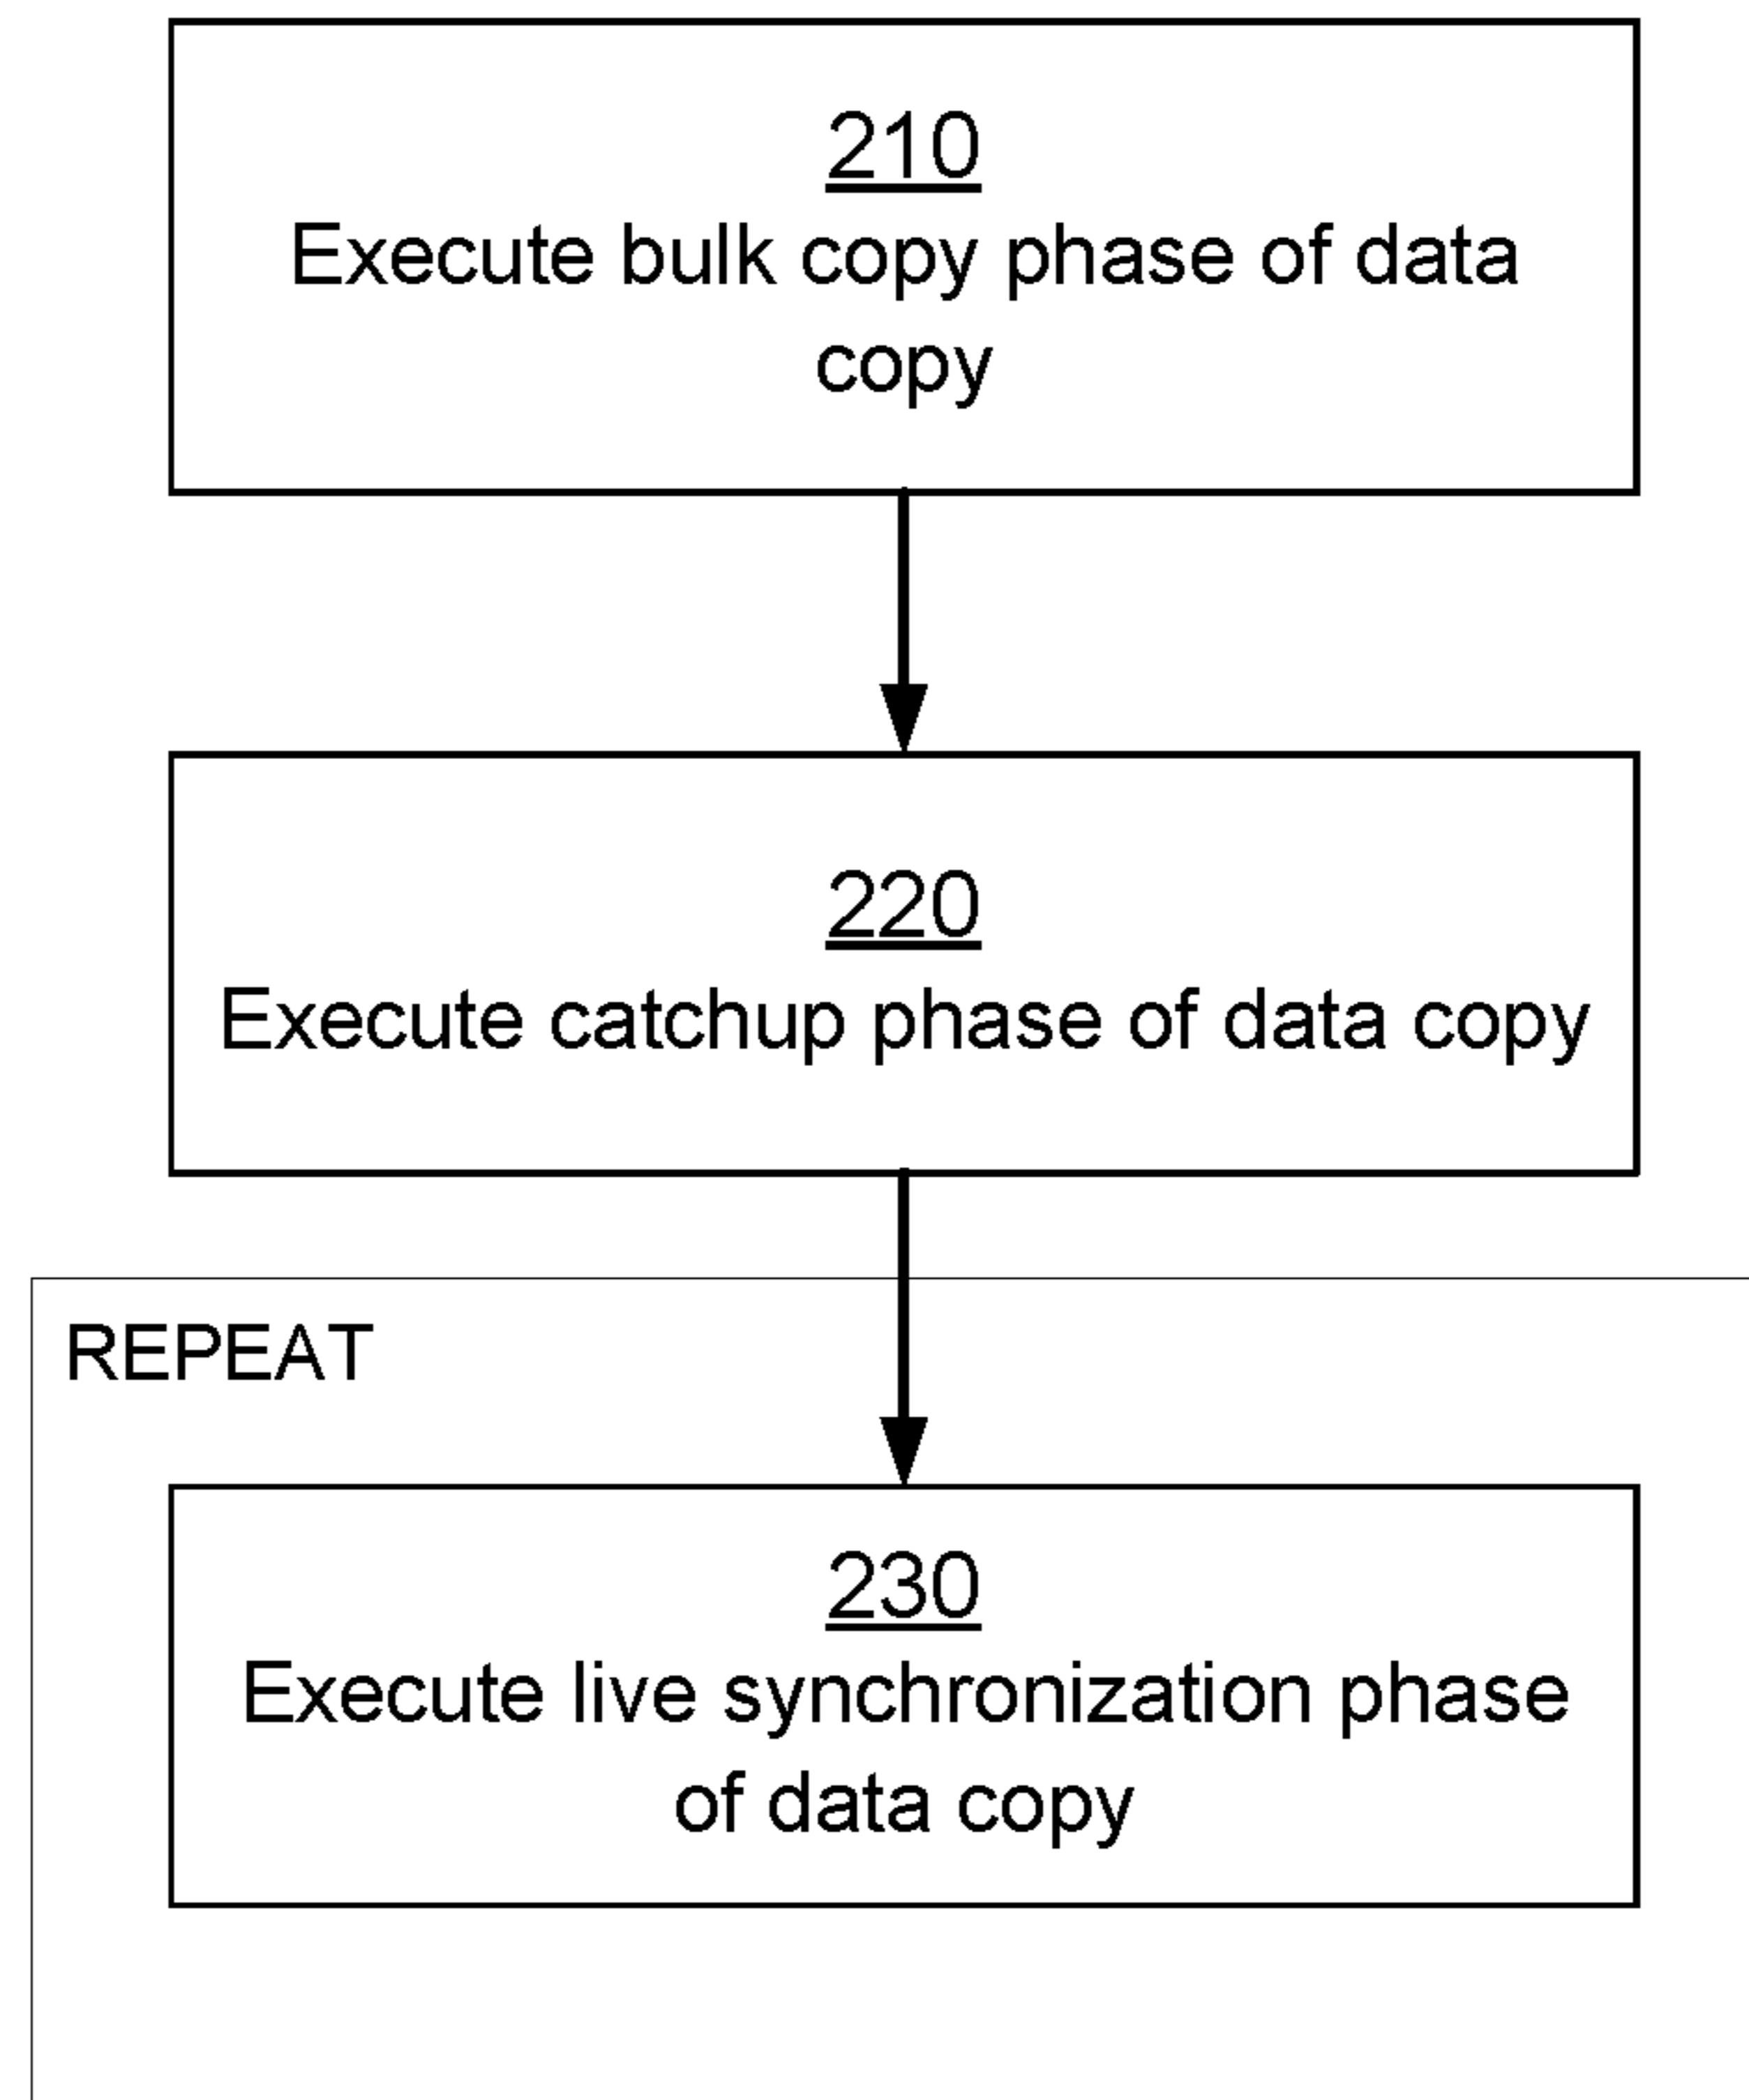 210
Execute bulk copy phase of data
copy
220
Execute catchup phase of data copy
REPEAT
230
Execute live synchronization phase
of data copy